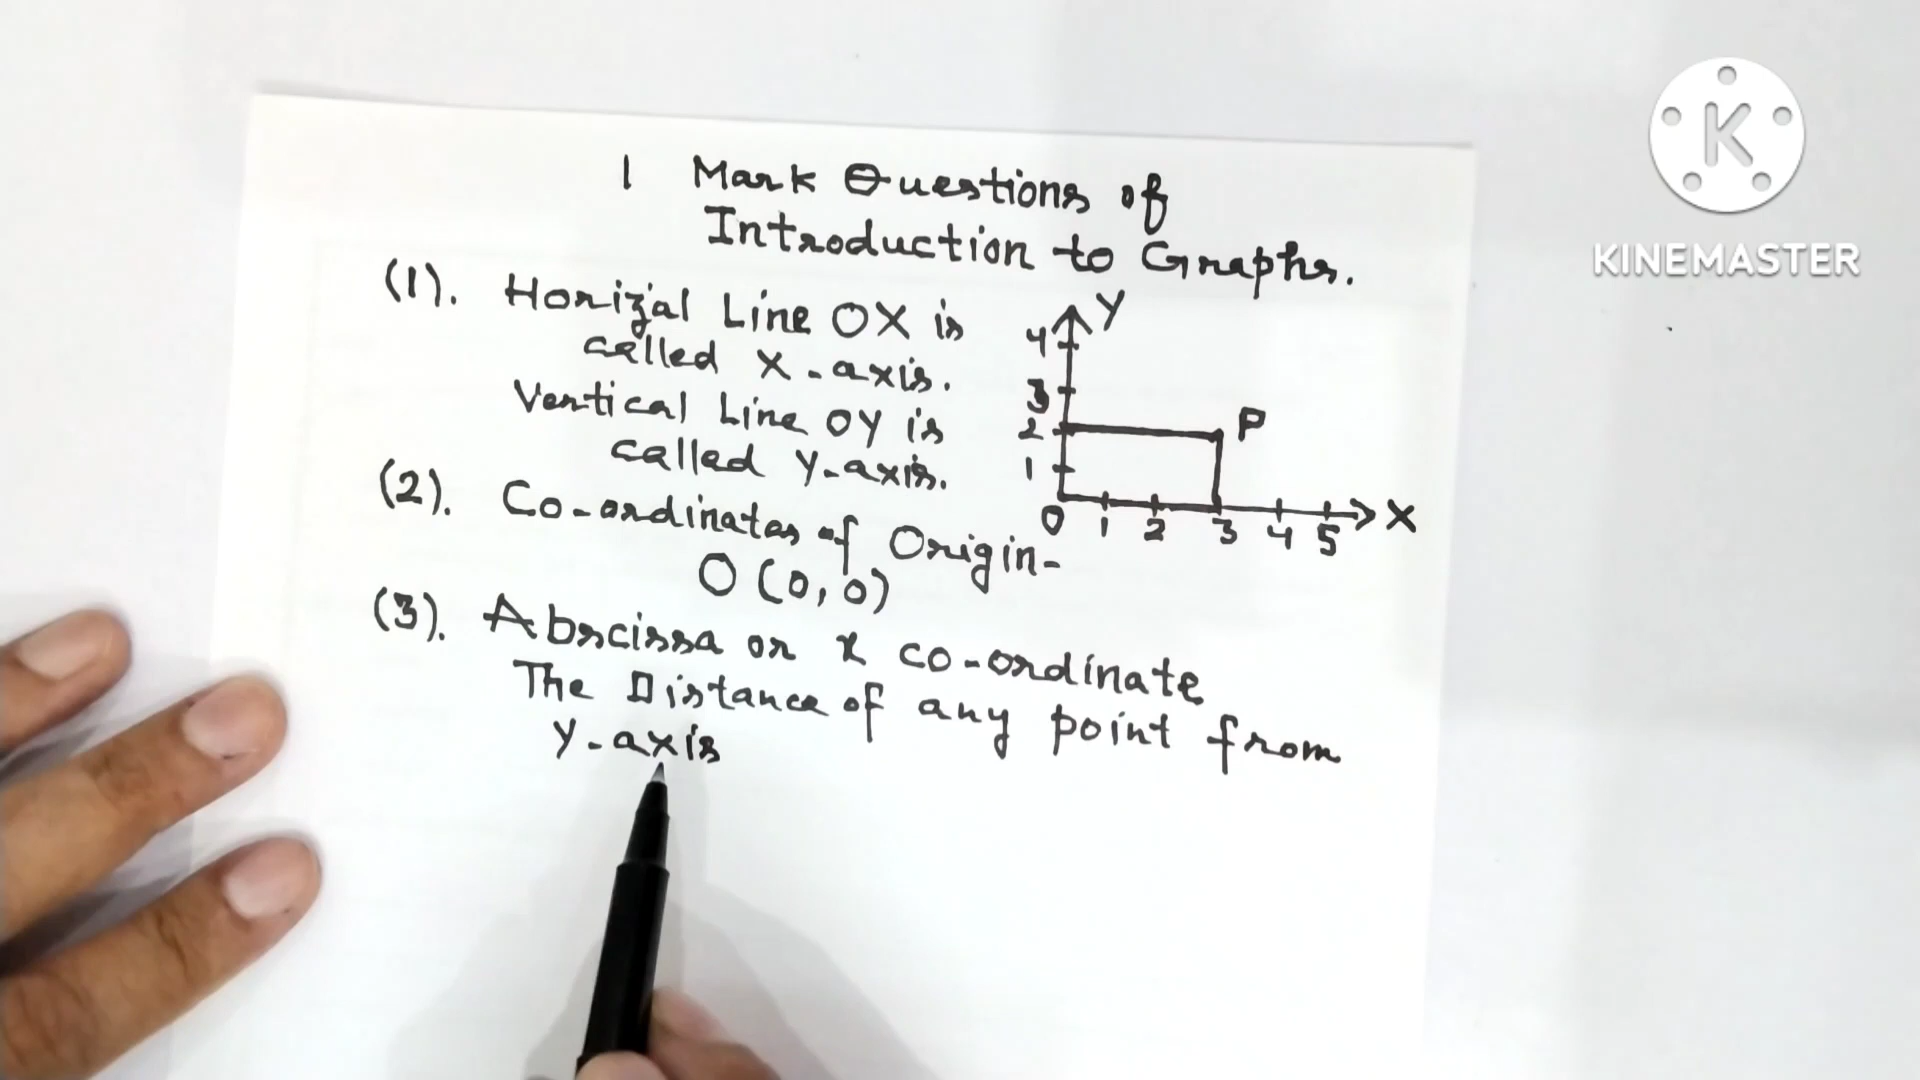 1 Mark Questions of
Introduction to Graphs.
(1). Horizal Line OX is
called X-axis.
Vertical Line OY is
called Y-axis.
(2). Co-ordinates of Origin-
O (0,0)
(3). Abscissa or x co-ordinate
The Distance of any point from
Y-axis
Y
4
3
2
1
P
0 1 2 3 4 5 X
K
KINEMASTER